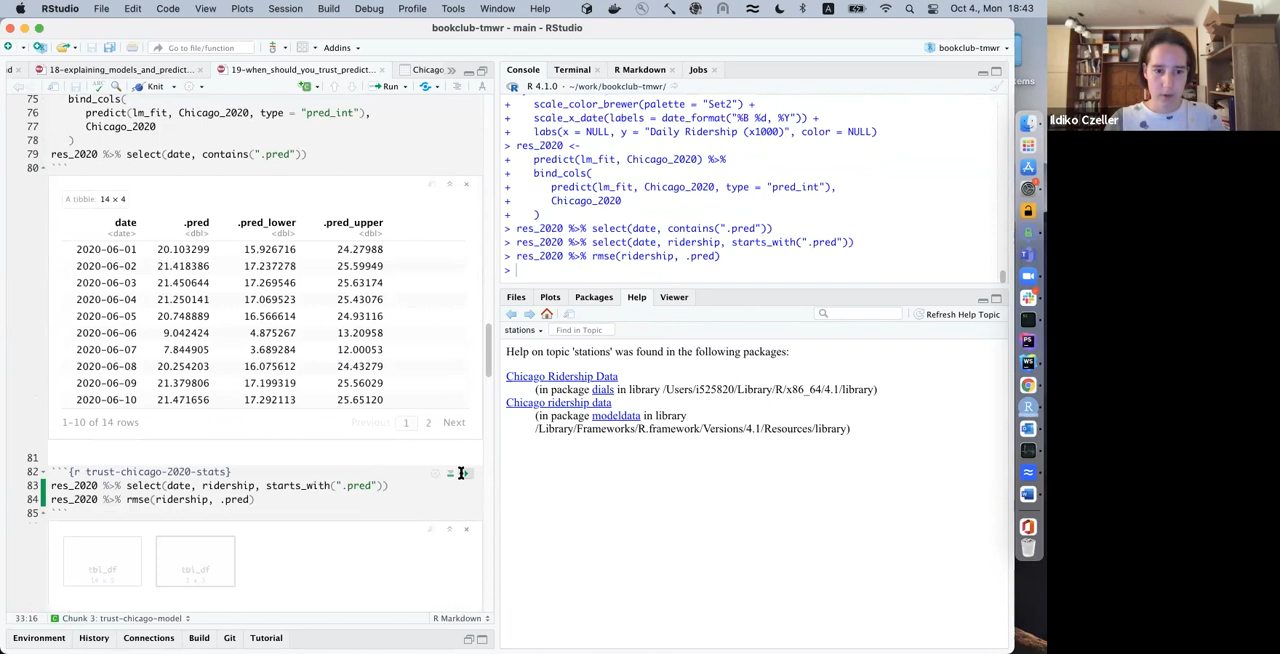 RStudio File Edit Code View Plots Session Build Debug Profile Tools Window Help Oct 4., Mon 18:43
bookclub-tmwr - main - RStudio
Go to file/function Addins bookclub-tmwr
18-explaining_models_and_predict... 19-when_should_you_trust_predict... Chicago
Knit Run
75 bind_cols(
76 predict(lm_fit, Chicago_2020, type = "pred_int"),
77 Chicago_2020
78 )
79 res_2020 %>% select(date, contains(".pred"))
80 ```
A tibble: 14 × 4
date .pred .pred_lower .pred_upper
<date> <dbl> <dbl> <dbl>
2020-06-01 20.103299 15.926716 24.27988
2020-06-02 21.418386 17.237278 25.59949
2020-06-03 21.450644 17.269546 25.63174
2020-06-04 21.250141 17.069523 25.43076
2020-06-05 20.748889 16.566614 24.93116
2020-06-06 9.042424 4.875267 13.20958
2020-06-07 7.844905 3.689284 12.00053
2020-06-08 20.254203 16.075612 24.43279
2020-06-09 21.379806 17.199319 25.56029
2020-06-10 21.471656 17.292113 25.65120
1-10 of 14 rows Previous 1 2 Next
81
82 ```{r trust-chicago-2020-stats}
83 res_2020 %>% select(date, ridership, starts_with(".pred"))
84 res_2020 %>% rmse(ridership, .pred)
85 ```
tbl_df tbl_df
33:16 Chunk 3: trust-chicago-model R Markdown
Environment History Connections Build Git Tutorial
Console Terminal R Markdown Jobs
R 4.1.0 · ~/work/bookclub-tmwr/
+ scale_color_brewer(palette = "Set2") +
+ scale_x_date(labels = date_format("%B %d, %Y")) +
+ labs(x = NULL, y = "Daily Ridership (x1000)", color = NULL)
> res_2020 <-
+ predict(lm_fit, Chicago_2020) %>%
+ bind_cols(
+ predict(lm_fit, Chicago_2020, type = "pred_int"),
+ Chicago_2020
+ )
> res_2020 %>% select(date, contains(".pred"))
> res_2020 %>% select(date, ridership, starts_with(".pred"))
> res_2020 %>% rmse(ridership, .pred)
>
Files Plots Packages Help Viewer
Refresh Help Topic
stations Find in Topic
Help on topic 'stations' was found in the following packages:
Chicago Ridership Data
(in package dials in library /Users/i525820/Library/R/x86_64/4.1/library)
Chicago ridership data
(in package modeldata in library
/Library/Frameworks/R.framework/Versions/4.1/Resources/library)
Ildiko Czeller